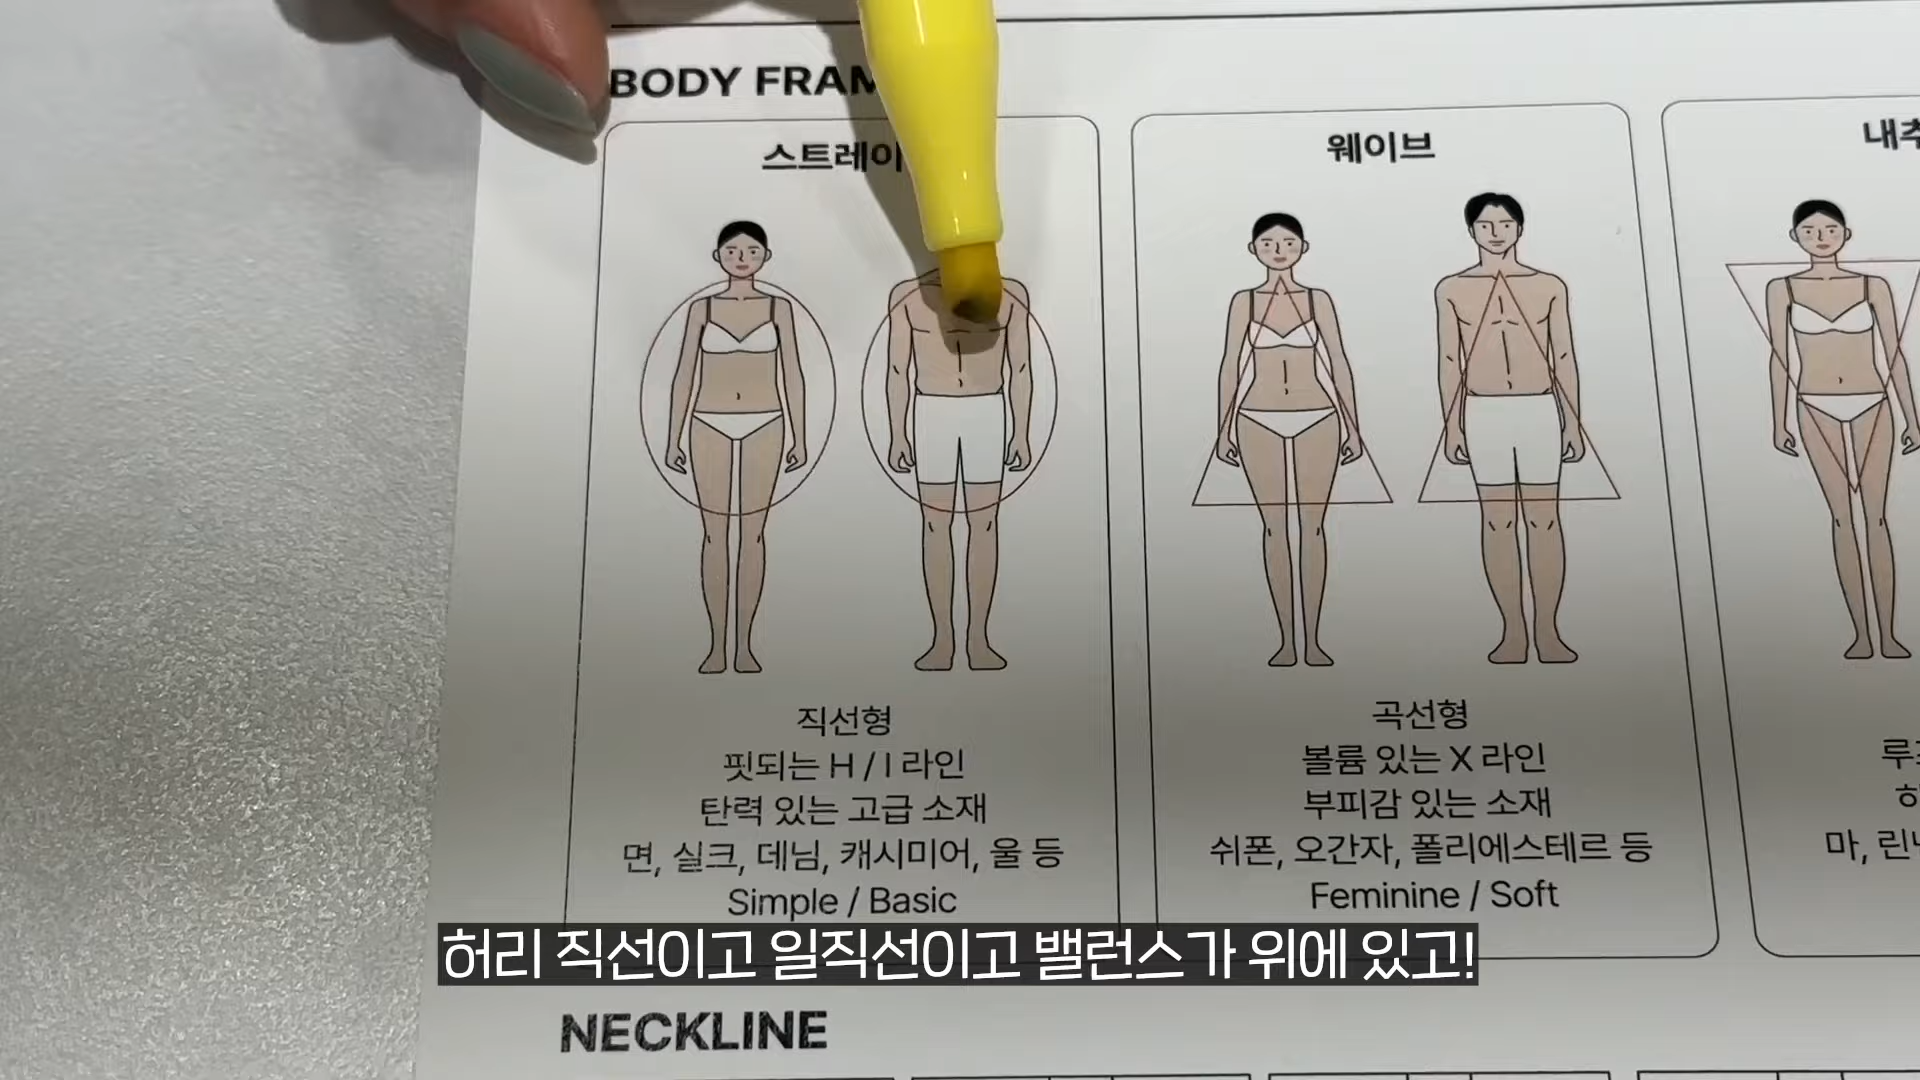 BODY FRAM
스트레이
웨이브
내추
직선형
핏되는 H / I 라인
탄력 있는 고급 소재
면, 실크, 데님, 캐시미어, 울 등
Simple / Basic
곡선형
볼륨 있는 X 라인
부피감 있는 소재
쉬폰, 오간자, 폴리에스테르 등
Feminine / Soft
루
마, 린
허리 직선이고 일직선이고 밸런스가 위에 있고!
NECKLINE